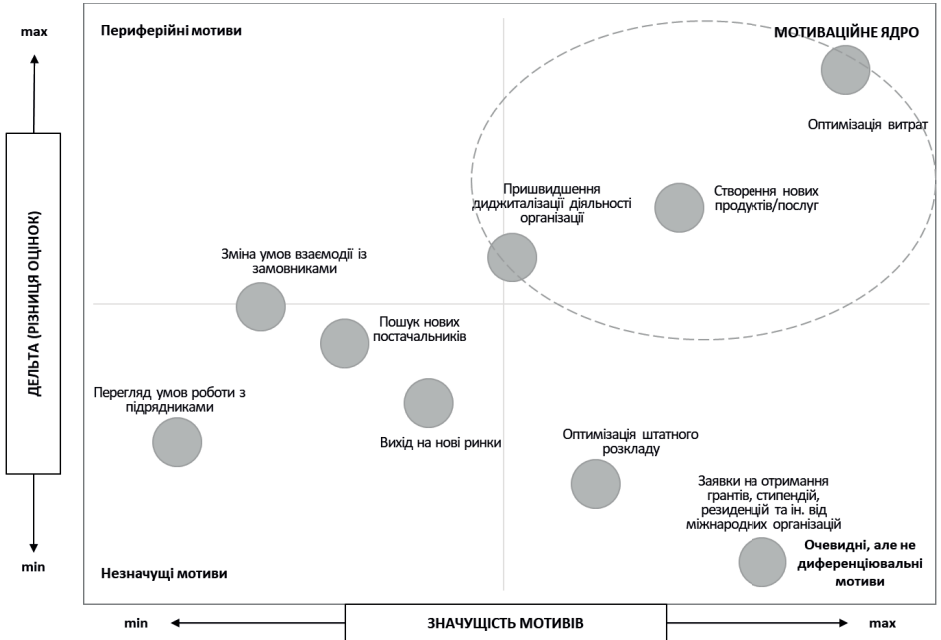 max
Периферійні мотиви
МОТИВАЦІЙНЕ ЯДРО
Оптимізація витрат
Пришвидшення
диджиталізації діяльності
організації
Створення нових
продуктів/послуг
Зміна умов взаємодії із
замовниками
Пошук нових
постачальників
ДЕЛЬТА (РІЗНИЦЯ ОЦІНОК)
Перегляд умов роботи з
підрядниками
Вихід на нові ринки
Оптимізація штатного
розкладу
Заявки на отримання
грантів, стипендій,
резиденцій та ін. від
міжнародних організацій
Очевидні, але не
диференціювальні
мотиви
min
Незначущі мотиви
min
ЗНАЧУЩІСТЬ МОТИВІВ
max